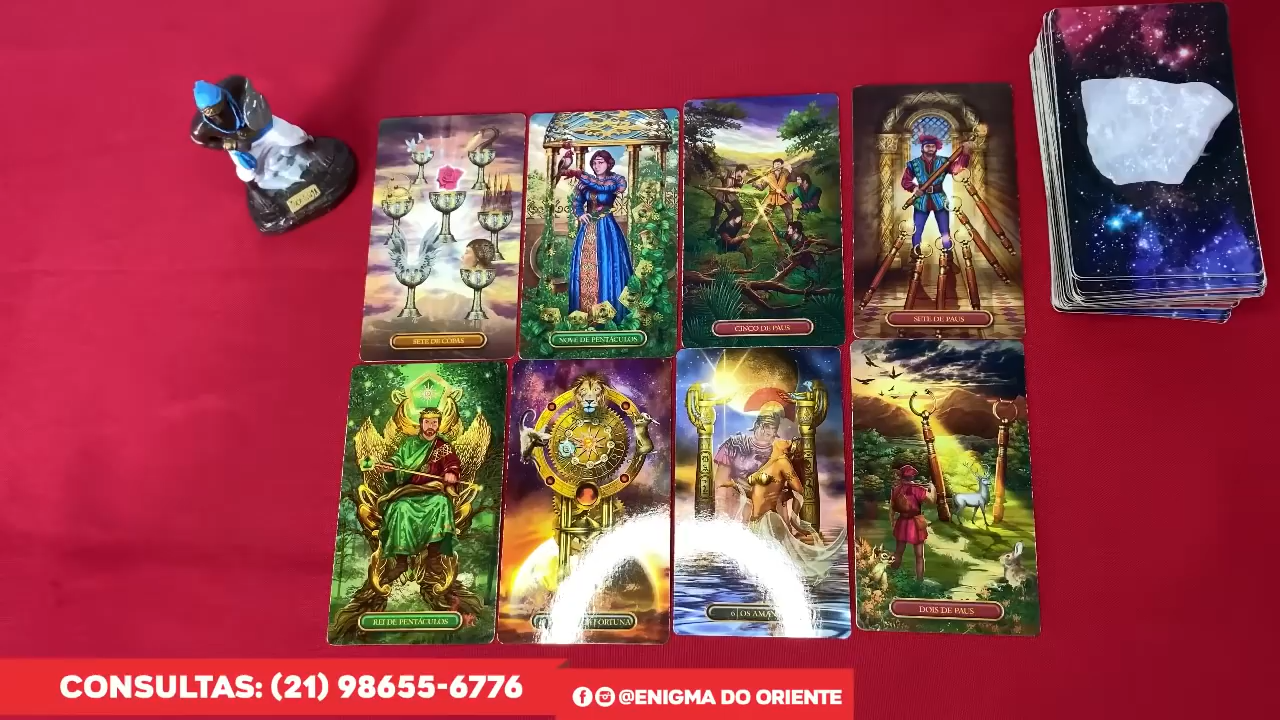 SETE DE COPAS
NOVE DE PENTÁCULOS
CINCO DE PAUS
SETE DE PAUS
REI DE PENTÁCULOS
FORTUNA
6 OS AMAN
DOIS DE PAUS
CONSULTAS: (21) 98655-6776
@ENIGMA DO ORIENTE